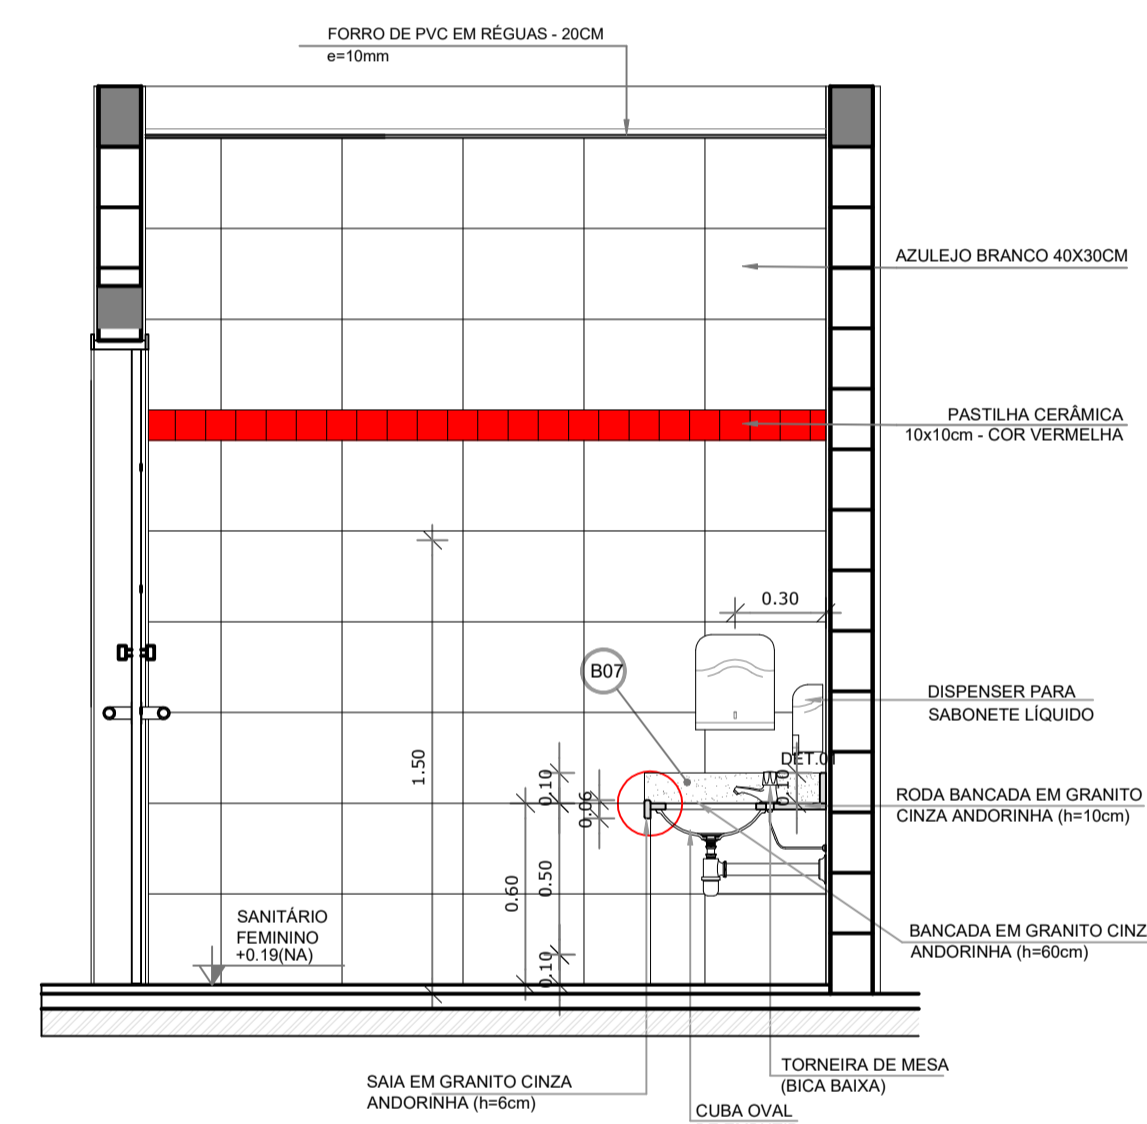 FORRO DE PVC EM RÉGUAS - 20CM
e=10mm
AZULEJO BRANCO 40X30CM
PASTILHA CERÂMICA
10x10cm - COR VERMELHA
0.30
B07
DISPENSER PARA
SABONETE LÍQUIDO
1.50
DET.01
0.10
0.10
0.06
RODA BANCADA EM GRANITO
CINZA ANDORINHA (h=10cm)
0.60
0.50
SANITÁRIO
FEMININO
+0.19(NA)
BANCADA EM GRANITO CINZ
ANDORINHA (h=60cm)
0.10
TORNEIRA DE MESA
(BICA BAIXA)
SAIA EM GRANITO CINZA
ANDORINHA (h=6cm)
CUBA OVAL